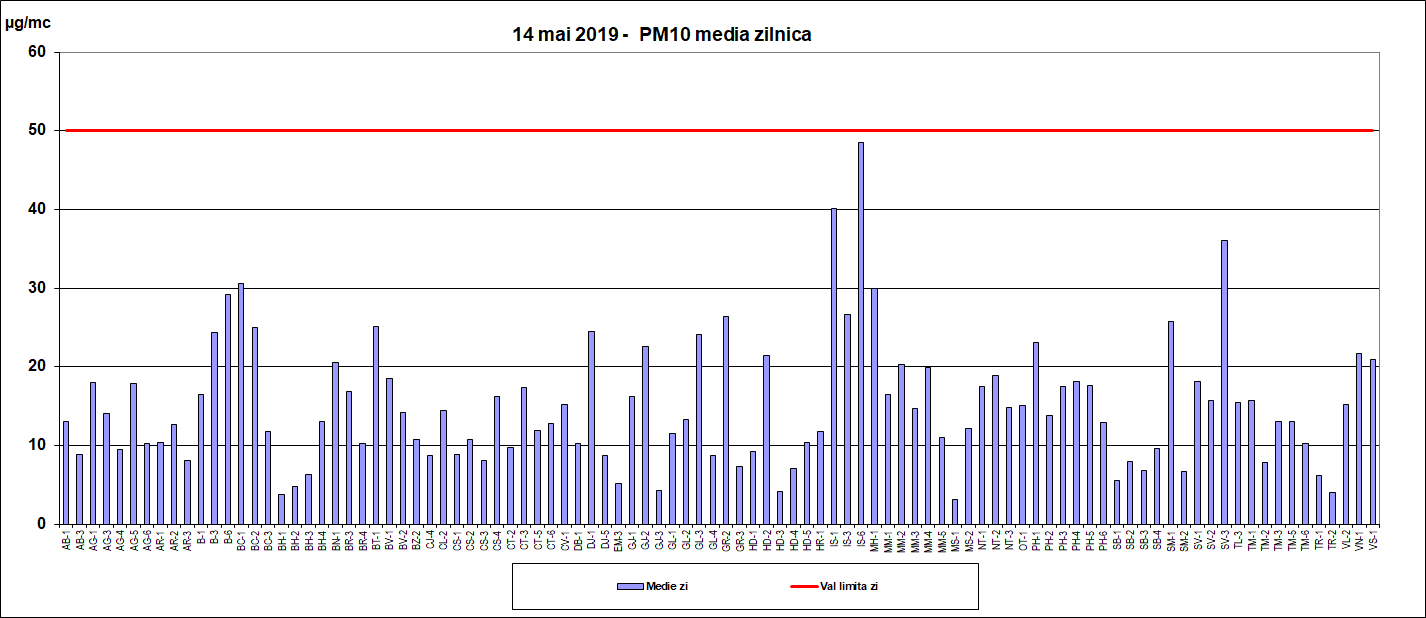 µg/mc
14 mai 2019 - PM10 media zilnica
60
50
40
30
20
10
0
AB-1 AB-3 AG-1 AG-3 AG-4 AG-5 AG-6 AR-1 AR-2 AR-3 B-1 B-3 B-6 BC-1 BC-2 BC-3 BH-1 BH-2 BH-3 BH-4 BN-1 BR-3 BR-4 BT-1 BV-1 BV-2 BZ-2 CJ-4 CL-2 CS-1 CS-2 CS-3 CS-4 CT-2 CT-3 CT-5 CT-6 CV-1 DB-1 DJ-1 DJ-5 EM-3 GJ-1 GJ-2 GJ-3 GL-1 GL-2 GL-3 GL-4 GR-2 GR-3 HD-1 HD-2 HD-3 HD-4 HD-5 HR-1 IS-1 IS-3 IS-6 MH-1 MM-1 MM-2 MM-3 MM-4 MM-5 MS-1 MS-2 NT-1 NT-2 NT-3 OT-1 PH-1 PH-2 PH-3 PH-4 PH-5 PH-6 SB-1 SB-2 SB-3 SB-4 SM-1 SM-2 SV-1 SV-2 SV-3 TL-3 TM-1 TM-2 TM-3 TM-5 TM-6 TR-1 TR-2 VL-2 VN-1 VS-1
Medie zi Val limita zi